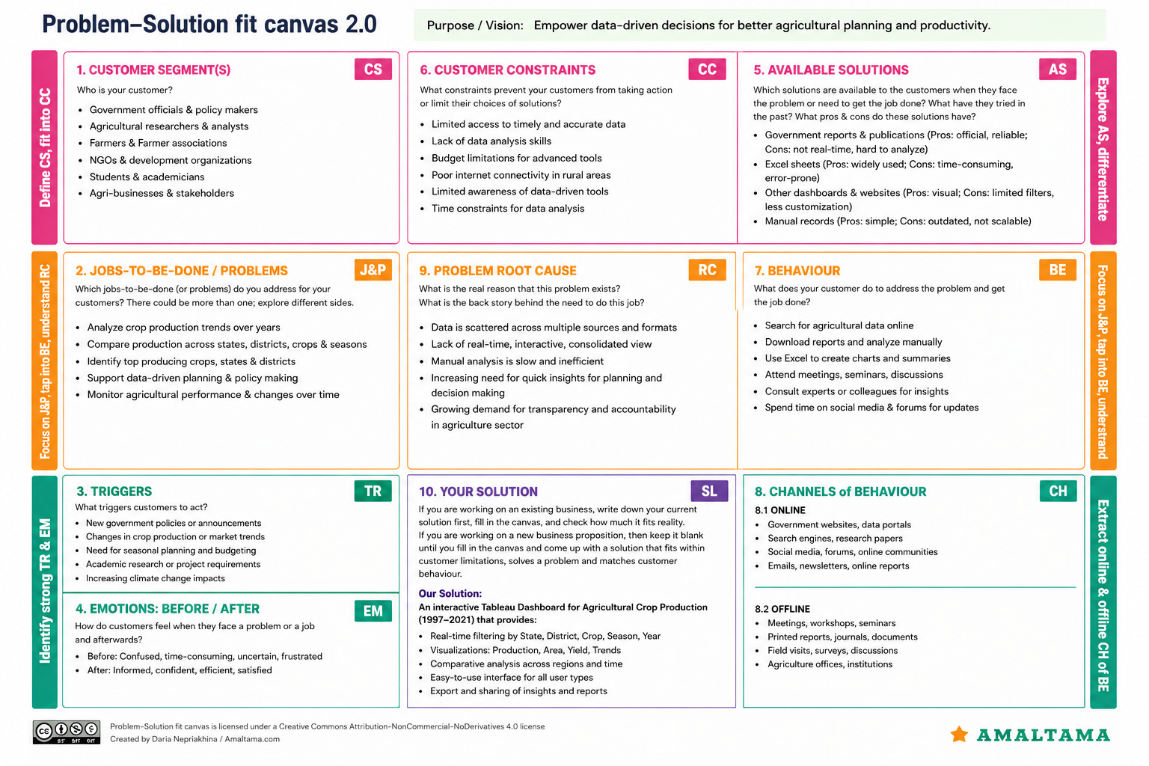 Problem–Solution fit canvas 2.0
Purpose / Vision: Empower data–driven decisions for better agricultural planning and productivity.
Define CS, fit into CC
1. CUSTOMER SEGMENT(S)
CS
Who is your customer?
• Government officials & policy makers
• Agricultural researchers & analysts
• Farmers & Farmer associations
• NGOs & development organizations
• Students & academicians
• Agri-businesses & stakeholders
6. CUSTOMER CONSTRAINTS
CC
What constraints prevent your customers from taking action
or limit their choices of solutions?
• Limited access to timely and accurate data
• Lack of data analysis skills
• Budget limitations for advanced tools
• Poor internet connectivity in rural areas
• Limited awareness of data-driven tools
• Time constraints for data analysis
5. AVAILABLE SOLUTIONS
AS
Which solutions are available to the customers when they face
the problem or need to get the job done? What have they tried in
the past? What pros & cons do these solutions have?
• Government reports & publications (Pros: official, reliable;
Cons: not real-time, hard to analyze)
• Excel sheets (Pros: widely used; Cons: time-consuming,
error-prone)
• Other dashboards & websites (Pros: visual; Cons: limited filters,
less customization)
• Manual records (Pros: simple; Cons: outdated, not scalable)
Explore AS, differentiate
Focus on J&P, tap into BE, understand RC
2. JOBS-TO-BE-DONE / PROBLEMS
J&P
Which jobs-to-be-done (or problems) do you address for your
customers? There could be more than one; explore different sides.
• Analyze crop production trends over years
• Compare production across states, districts, crops & seasons
• Identify top producing crops, states & districts
• Support data-driven planning & policy making
• Monitor agricultural performance & changes over time
9. PROBLEM ROOT CAUSE
RC
What is the real reason that this problem exists?
What is the back story behind the need to do this job?
• Data is scattered across multiple sources and formats
• Lack of real-time, interactive, consolidated view
• Manual analysis is slow and inefficient
• Increasing need for quick insights for planning and
decision making
• Growing demand for transparency and accountability
in agriculture sector
7. BEHAVIOUR
BE
What does your customer do to address the problem and get
the job done?
• Search for agricultural data online
• Download reports and analyze manually
• Use Excel to create charts and summaries
• Attend meetings, seminars, discussions
• Consult experts or colleagues for insights
• Spend time on social media & forums for updates
Focus on J&P, tap into BE, understand
Identify strong TR & EM
3. TRIGGERS
TR
What triggers customers to act?
• New government policies or announcements
• Changes in crop production or market trends
• Need for seasonal planning and budgeting
• Academic research or project requirements
• Increasing climate change impacts
4. EMOTIONS: BEFORE / AFTER
EM
How do customers feel when they face a problem or a job
and afterwards?
• Before: Confused, time-consuming, uncertain, frustrated
• After: Informed, confident, efficient, satisfied
10. YOUR SOLUTION
SL
If you are working on an existing business, write down your current
solution first, fill in the canvas, and check how much it fits reality.
If you are working on a new business proposition, then keep it blank
until you fill in the canvas and come up with a solution that fits within
customer limitations, solves a problem and matches customer
behaviour.
Our Solution:
An interactive Tableau Dashboard for Agricultural Crop Production
(1997–2021) that provides:
• Real-time filtering by State, District, Crop, Season, Year
• Visualizations: Production, Area, Yield, Trends
• Comparative analysis across regions and time
• Easy-to-use interface for all user types
• Export and sharing of insights and reports
8. CHANNELS of BEHAVIOUR
CH
8.1 ONLINE
• Government websites, data portals
• Search engines, research papers
• Social media, forums, online communities
• Emails, newsletters, online reports
8.2 OFFLINE
• Meetings, workshops, seminars
• Printed reports, journals, documents
• Field visits, surveys, discussions
• Agriculture offices, institutions
Extract online & offline CH of BE
Problem-Solution fit canvas is licensed under a Creative Commons Attribution-NonCommercial-NoDerivatives 4.0 license
Created by Daria Nepriakhina / Amaltama.com
AMALTAMA